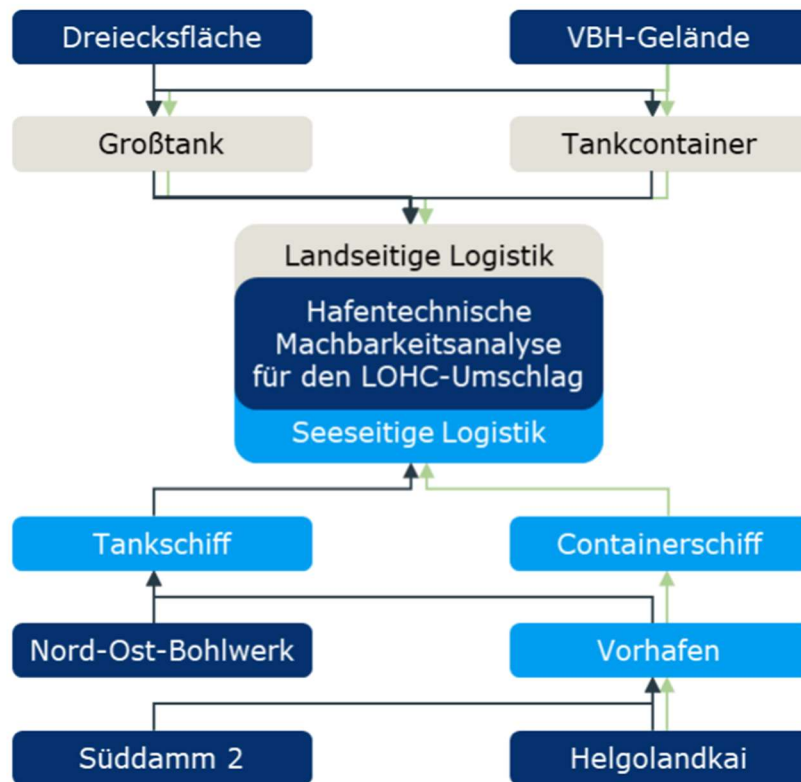 Dreiecksfläche
VBH-Gelände
Großtank
Tankcontainer
Landseitige Logistik
Hafentechnische
Machbarkeitsanalyse
für den LOHC-Umschlag
Seeseitige Logistik
Tankschiff
Containerschiff
Nord-Ost-Bohlwerk
Vorhafen
Süddamm 2
Helgolandkai